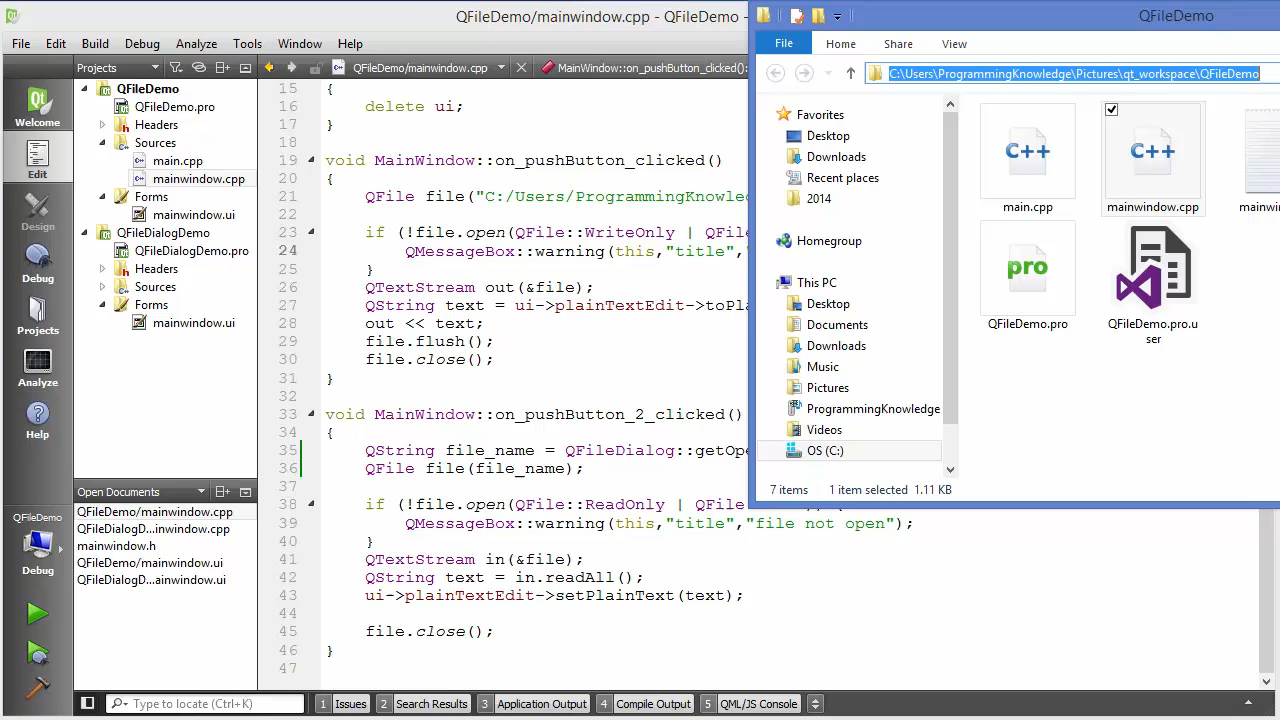 QFileDemo/mainwindow.cpp - QFileDemo -
File Edit Build Debug Analyze Tools Window Help
Projects
QFileDemo/mainwindow.cpp
MainWindow::on_pushButton_clicked():
Welcome
Edit
Design
Debug
Projects
Analyze
Help
QFileDemo
Debug
QFileDemo
QFileDemo.pro
Headers
Sources
main.cpp
mainwindow.cpp
Forms
mainwindow.ui
QFileDialogDemo
QFileDialogDemo.pro
Headers
Sources
Forms
mainwindow.ui
Open Documents
QFileDemo/mainwindow.cpp
QFileDialogD...inwindow.cpp
mainwindow.h
QFileDemo/mainwindow.ui
QFileDialogD...ainwindow.ui
15 {
16 delete ui;
17 }
18
19 void MainWindow::on_pushButton_clicked()
20 {
21 QFile file("C:/Users/ProgrammingKnowle
22
23 if (!file.open(QFile::WriteOnly | QFil
24 QMessageBox::warning(this,"title","
25 }
26 QTextStream out(&file);
27 QString text = ui->plainTextEdit->toPl
28 out << text;
29 file.flush();
30 file.close();
31 }
32
33 void MainWindow::on_pushButton_2_clicked()
34 {
35 QString file_name = QFileDialog::getOp
36 QFile file(file_name);
37
38 if (!file.open(QFile::ReadOnly | QFile
39 QMessageBox::warning(this,"title","file not open");
40 }
41 QTextStream in(&file);
42 QString text = in.readAll();
43 ui->plainTextEdit->setPlainText(text);
44
45 file.close();
46 }
47
QFileDemo
File Home Share View
C:\Users\ProgrammingKnowledge\Pictures\qt_workspace\QFileDemo
Favorites
Desktop
Downloads
Recent places
2014
Homegroup
This PC
Desktop
Documents
Downloads
Music
Pictures
ProgrammingKnowledge
Videos
OS (C:)
C++
main.cpp
C++
mainwindow.cpp
mainwi
pro
QFileDemo.pro
QFileDemo.pro.u
ser
7 items 1 item selected 1.11 KB
Type to locate (Ctrl+K)
1 Issues 2 Search Results 3 Application Output 4 Compile Output 5 QML/JS Console